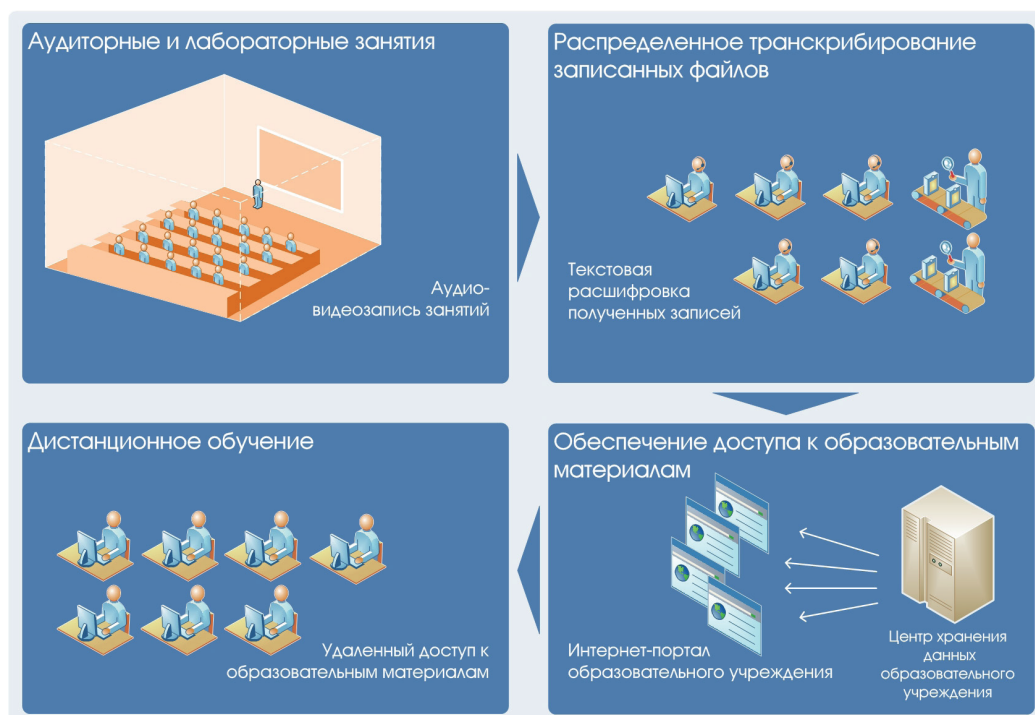 Аудиторные и лабораторные занятия
Аудио-
видеозапись занятий
Распределенное транскрибирование
записанных файлов
Текстовая
расшифровка
полученных записей
Дистанционное обучение
Удаленный доступ к
образовательным материалам
Обеспечение доступа к образовательным
материалам
Интернет-портал
образовательного учреждения
Центр хранения
данных
образовательного
учреждения